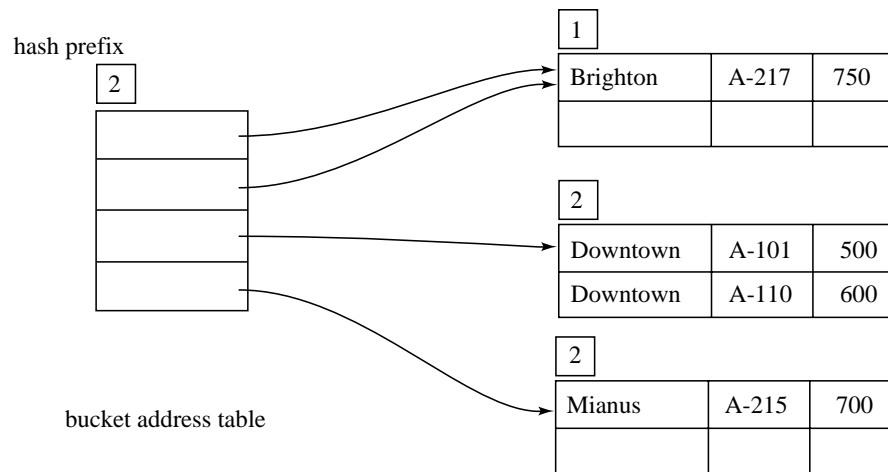 hash prefix
2
1
Brighton A-217 750
2
Downtown A-101 500
Downtown A-110 600
2
Mianus A-215 700
bucket address table